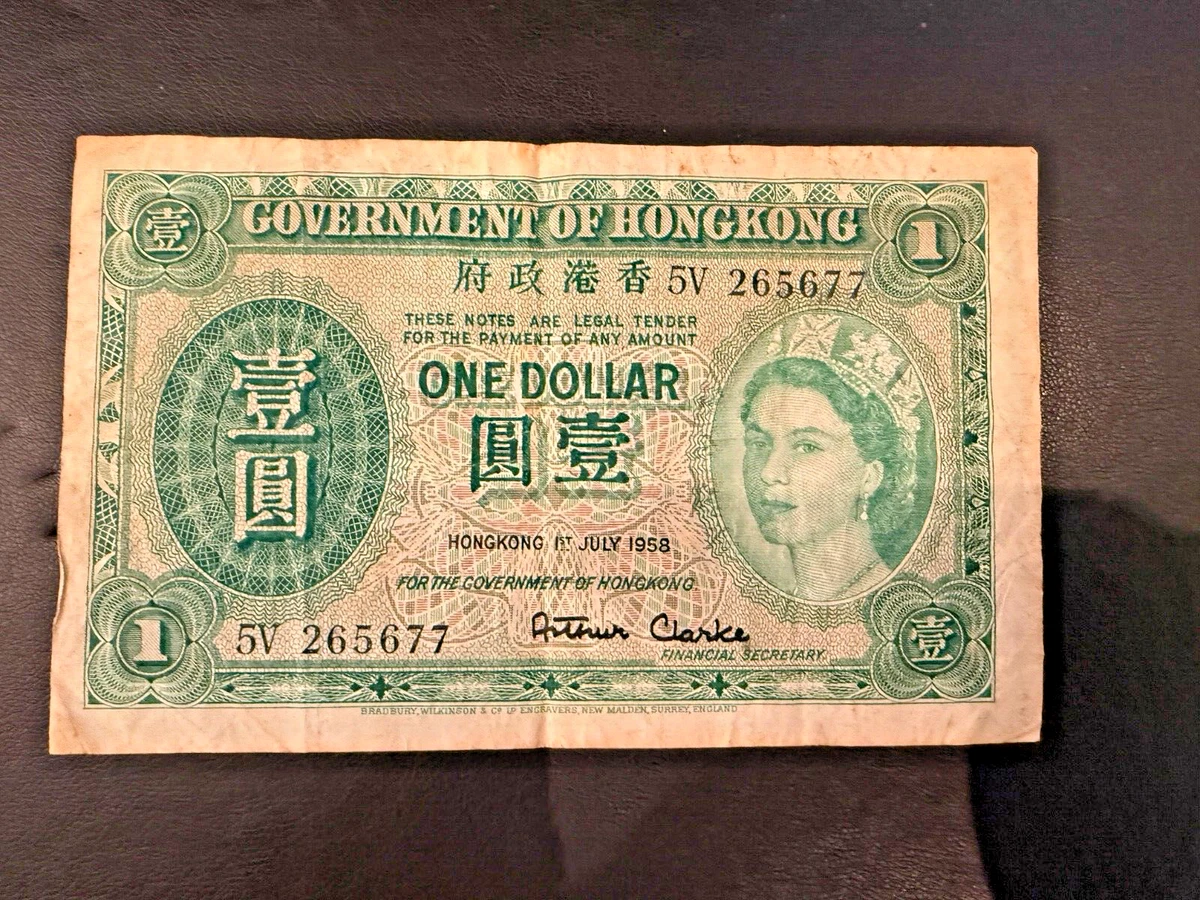 壹
GOVERNMENT OF HONGKONG
1
府政港香 5V 265677
THESE NOTES ARE LEGAL TENDER
FOR THE PAYMENT OF ANY AMOUNT
ONE DOLLAR
圓壹
壹圓
HONGKONG 1ST JULY 1958
FOR THE GOVERNMENT OF HONGKONG
1
5V 265677
Arthur Clarke
FINANCIAL SECRETARY
壹
BRADBURY, WILKINSON & Co. LD. ENGRAVERS, NEW MALDEN, SURREY, ENGLAND